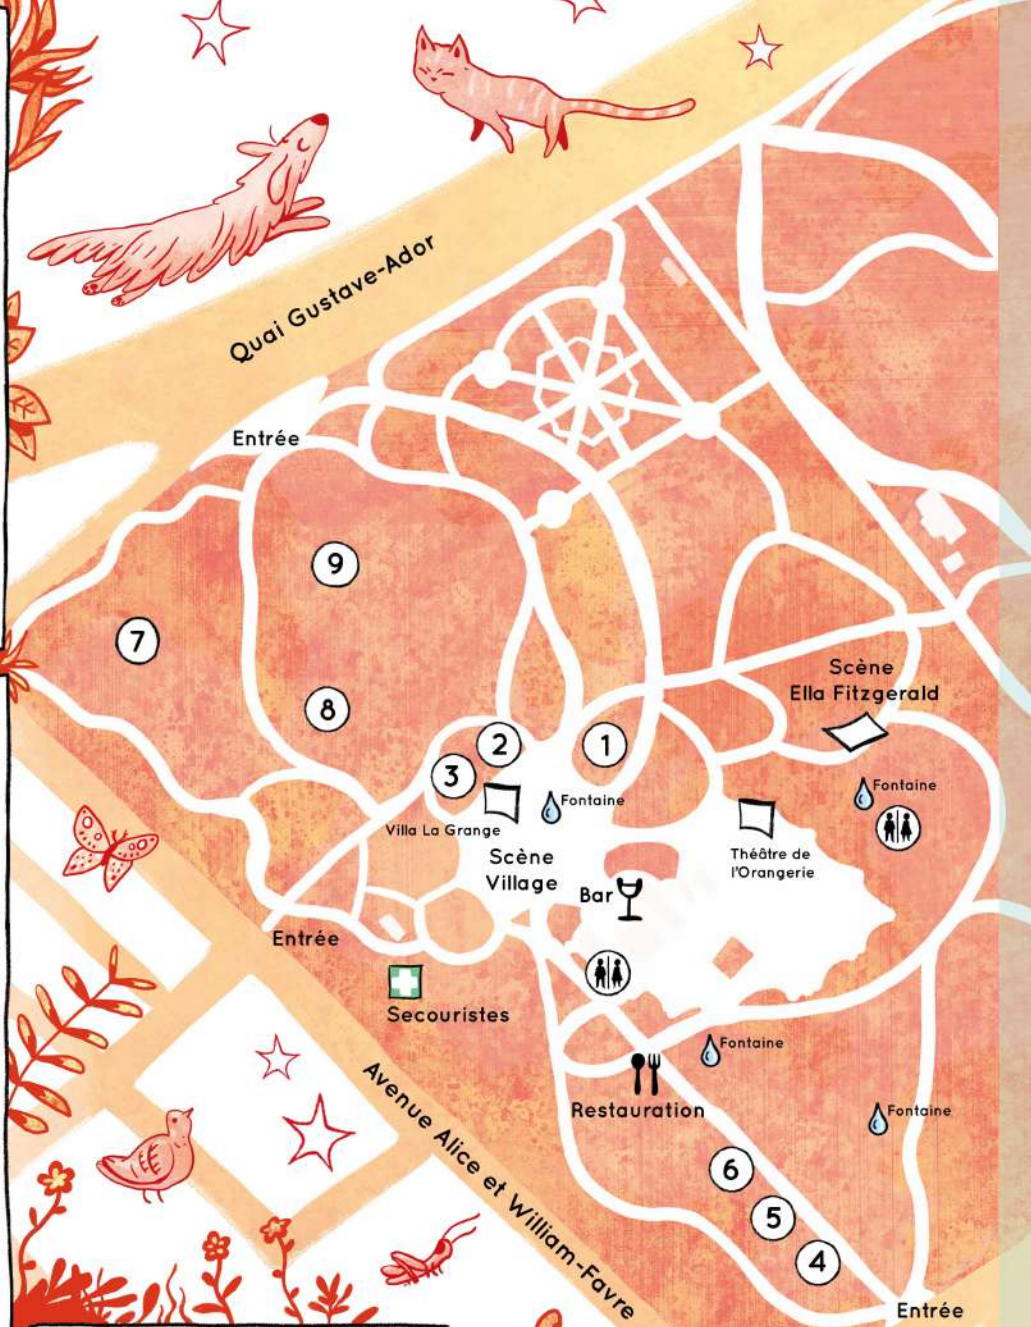 Quai Gustave-Ador
Entrée
9
7
Scène
Ella Fitzgerald
8
2
1
3
Fontaine
Fontaine
Villa La Grange
Scène
Village
Théâtre de
l'Orangerie
Bar
Entrée
Secouristes
Fontaine
Avenue Alice et William-Favre
Restauration
Fontaine
6
5
4
Entrée